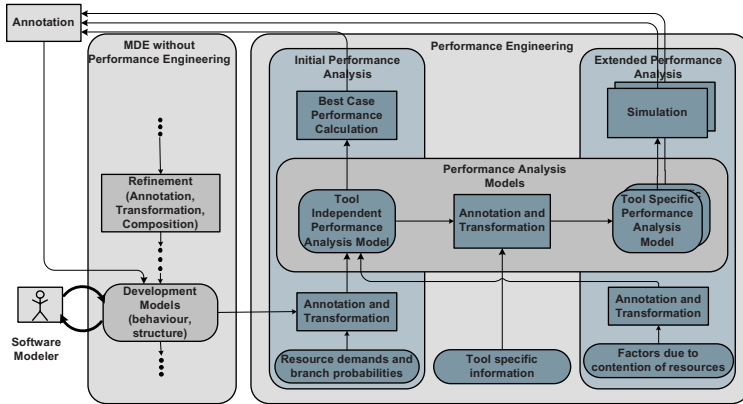 Annotation
MDE without
Performance Engineering
Performance Engineering
Initial Performance
Analysis
Extended Performance
Analysis
Best Case
Performance
Calculation
Simulation
Performance Analysis
Models
Refinement
(Annotation,
Transformation,
Composition)
Tool
Independent
Performance
Analysis Model
Annotation and
Transformation
Tool Specific
Performance
Analysis
Model
Development
Models
(behaviour,
structure)
Software
Modeler
Annotation and
Transformation
Annotation and
Transformation
Resource demands and
branch probabilities
Tool specific
information
Factors due to
contention of resources